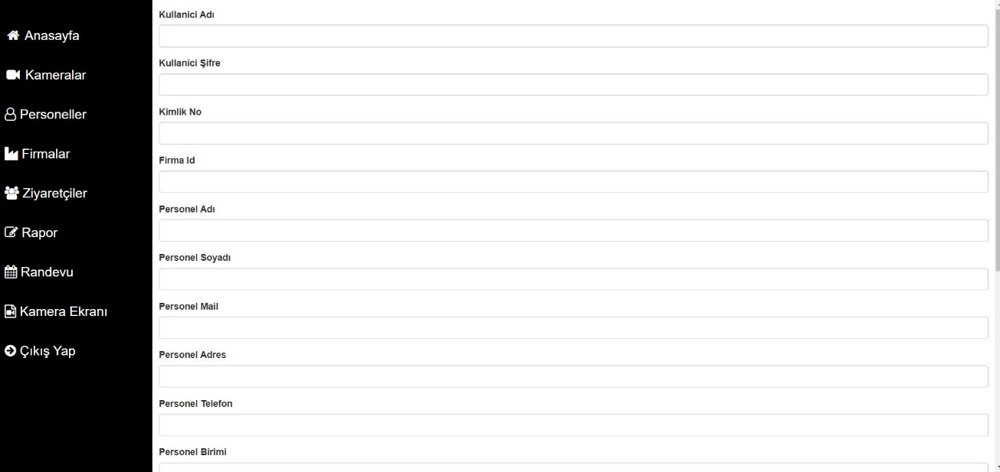 Anasayfa
Kameralar
Personeller
Firmalar
Ziyaretçiler
Rapor
Randevu
Kamera Ekranı
Çıkış Yap
Kullanici Adı
Kullanici Şifre
Kimlik No
Firma Id
Personel Adı
Personel Soyadı
Personel Mail
Personel Adres
Personel Telefon
Personel Birimi